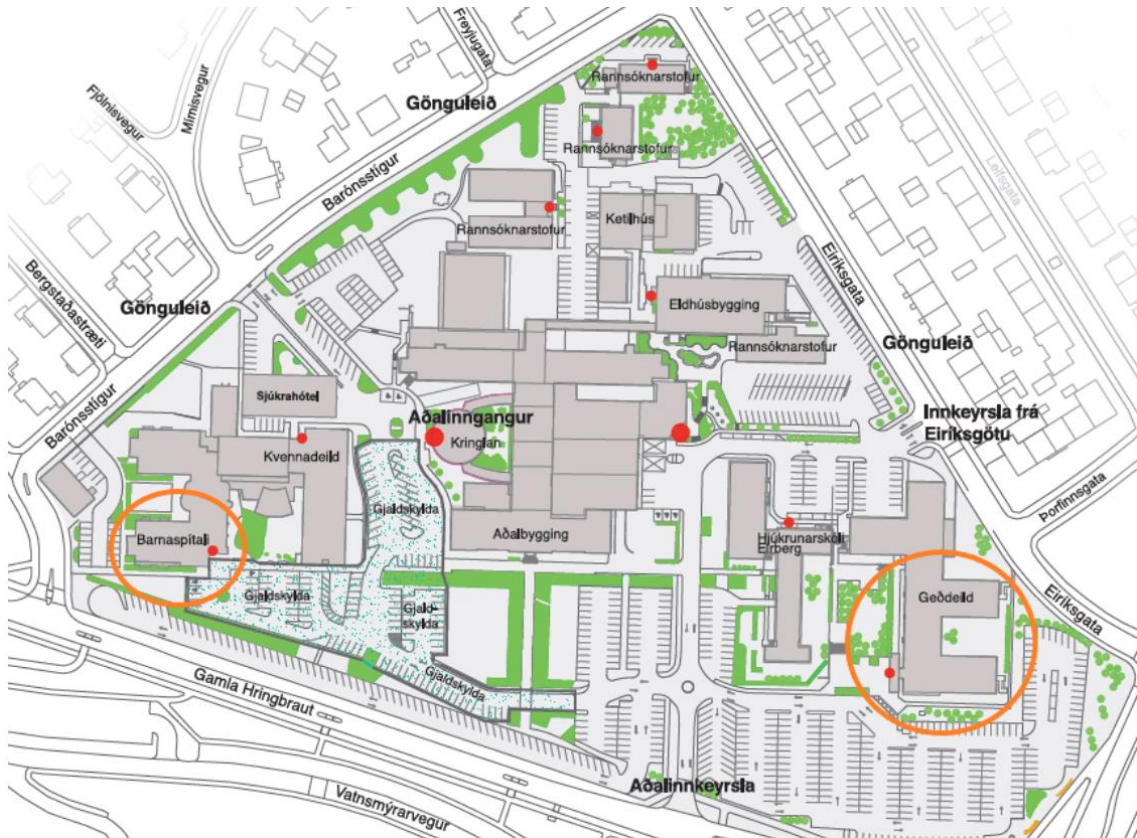 Freyjugata
Fjölnisvegur
Mímisvegur
Gönguleið
Rannsóknarstofur
Rannsóknarstofur
Barónsstígur
Leifsgata
Rannsóknarstofur
Ketilhús
Eiríksgata
Bergstaðastræti
Gönguleið
Eldhúsbygging
Rannsóknarstofur
Gönguleið
Barónsstígur
Sjúkrahótel
Aðalinngangur
Kringlan
Innkeyrsla frá
Eiríksgötu
Kvennadeild
Þorfinnsgata
Gjaldskylda
Aðalbygging
Hjúkrunarskóli
Eirberg
Barnaspítali
Gjaldskylda
Gjald-
skylda
Geðdeild
Eiríksgata
Gjaldskylda
Gamla Hringbraut
Aðalinnkeyrsla
Vatnsmýrarvegur